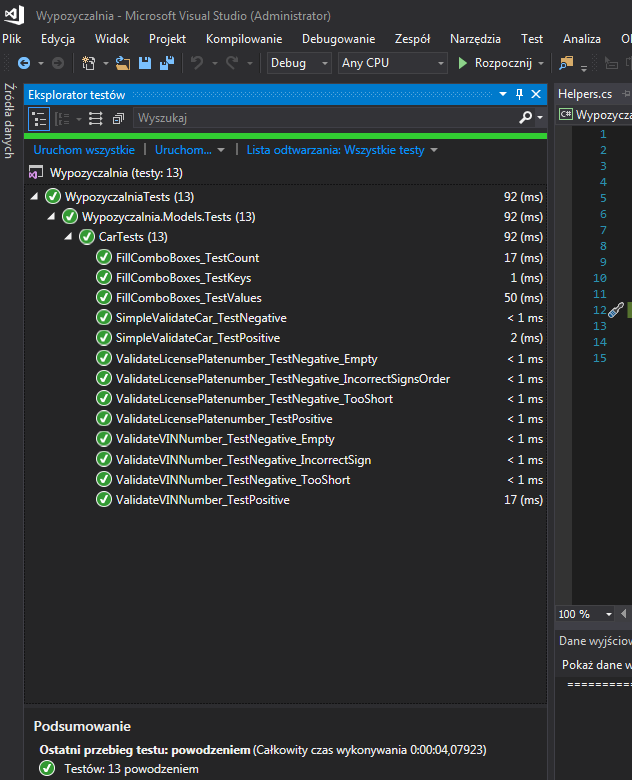 Wypozyczalnia - Microsoft Visual Studio (Administrator)
Plik Edycja Widok Projekt Kompilowanie Debugowanie Zespół Narzędzia Test Analiza
Debug Any CPU Rozpocznij
Źródła danych
Eksplorator testów
Helpers.cs
Wyszukaj
C# Wypozycza
Uruchom wszystkie | Uruchom... | Lista odtwarzania: Wszystkie testy
Wypozyczalnia (testy: 13)
WypozyczalniaTests (13) 92 (ms)
Wypozyczalnia.Models.Tests (13) 92 (ms)
CarTests (13) 92 (ms)
FillComboBoxes_TestCount 17 (ms)
FillComboBoxes_TestKeys 1 (ms)
FillComboBoxes_TestValues 50 (ms)
SimpleValidateCar_TestNegative < 1 ms
SimpleValidateCar_TestPositive 2 (ms)
ValidateLicensePlatenumber_TestNegative_Empty < 1 ms
ValidateLicensePlatenumber_TestNegative_IncorrectSignsOrder < 1 ms
ValidateLicensePlatenumber_TestNegative_TooShort < 1 ms
ValidateLicensePlatenumber_TestPositive < 1 ms
ValidateVINNumber_TestNegative_Empty < 1 ms
ValidateVINNumber_TestNegative_IncorrectSign < 1 ms
ValidateVINNumber_TestNegative_TooShort < 1 ms
ValidateVINNumber_TestPositive 17 (ms)
1
2
3
4
5
6
7
8
9
10
11
12
13
14
15
100 %
Dane wyjściow
Pokaż dane w
==========
Podsumowanie
Ostatni przebieg testu: powodzeniem (Całkowity czas wykonywania 0:00:04,07923)
Testów: 13 powodzeniem